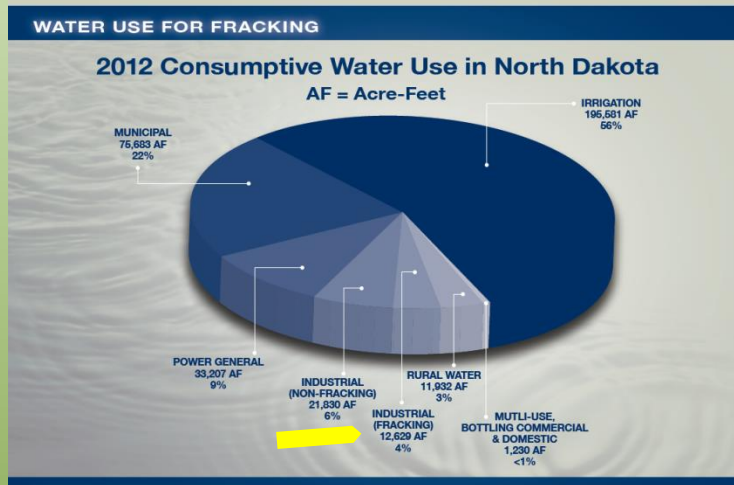 WATER USE FOR FRACKING
2012 Consumptive Water Use in North Dakota
AF = Acre-Feet
IRRIGATION
195,581 AF
56%
MUNICIPAL
75,683 AF
22%
POWER GENERAL
33,207 AF
9%
INDUSTRIAL
(NON-FRACKING)
21,830 AF
6%
INDUSTRIAL
(FRACKING)
12,629 AF
4%
RURAL WATER
11,932 AF
3%
MUTLI-USE,
BOTTLING COMMERCIAL
& DOMESTIC
1,230 AF
<1%